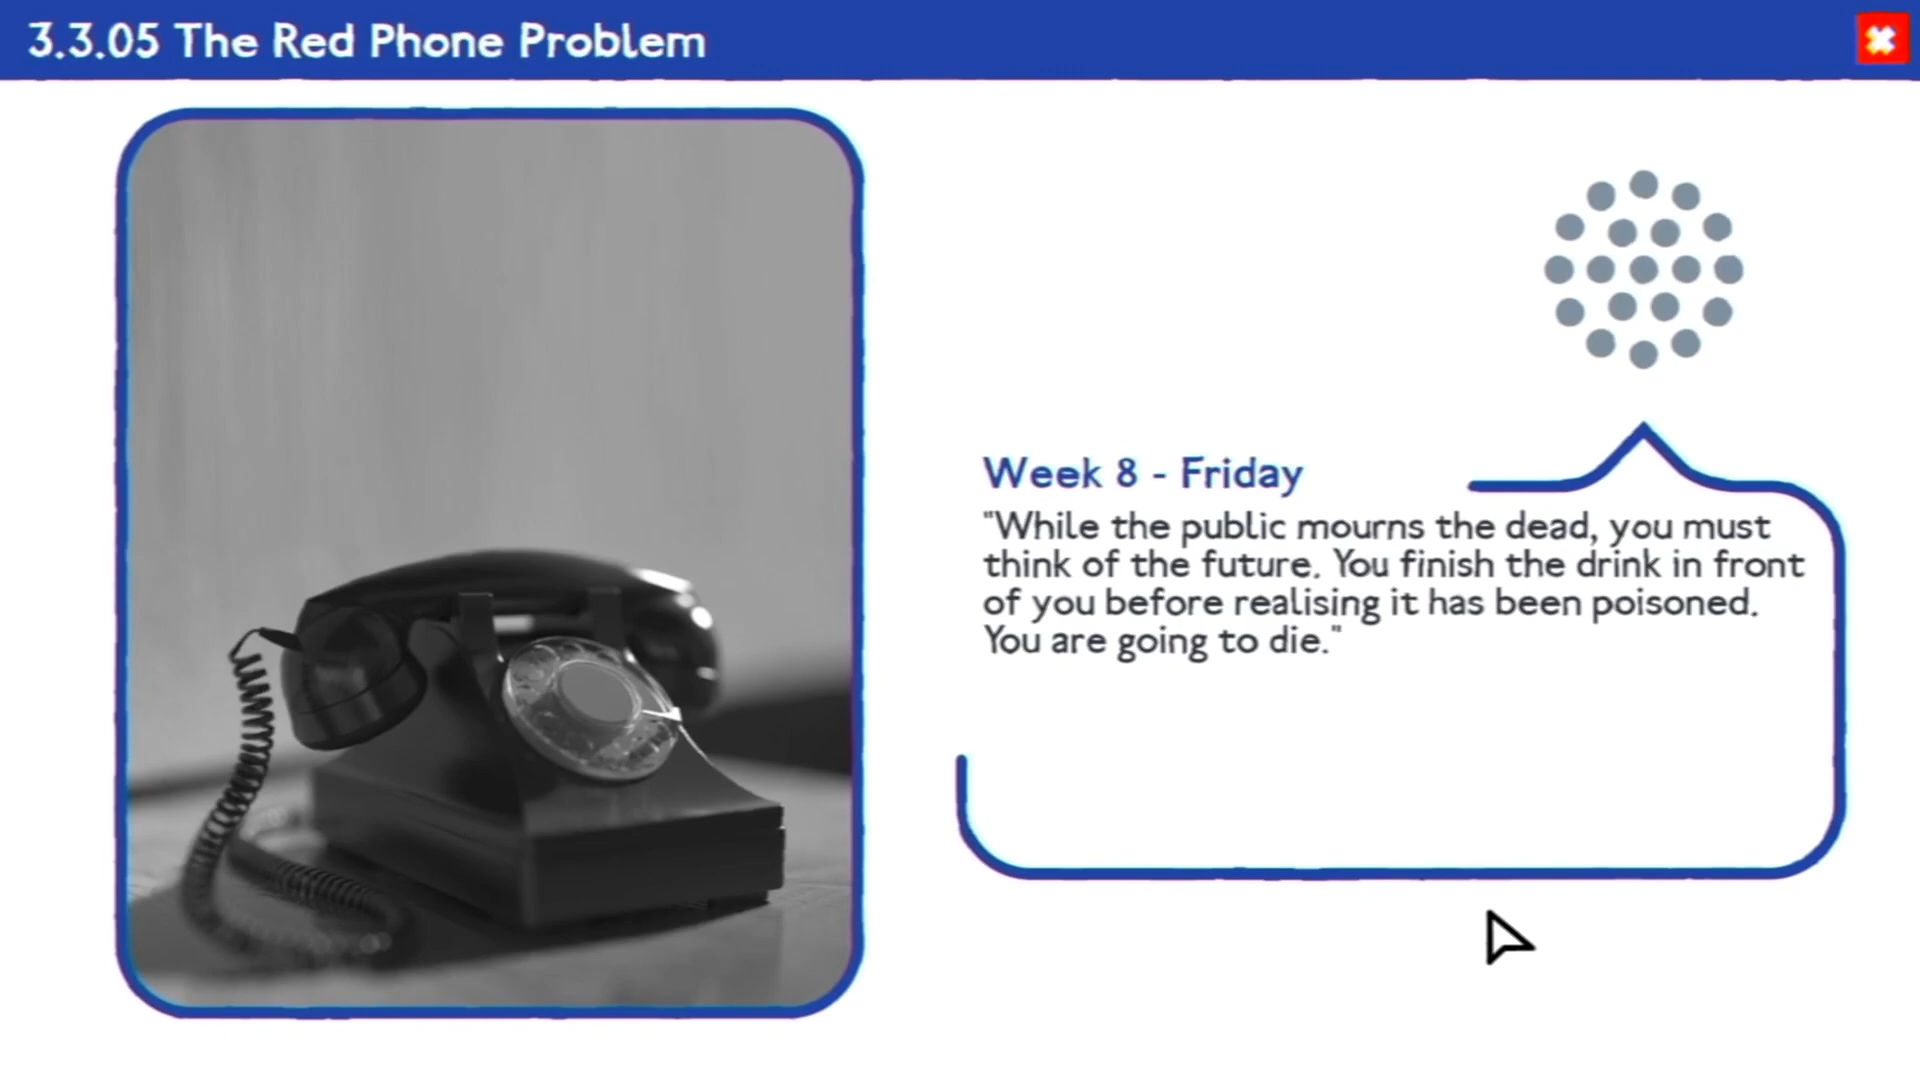 3.3.05 The Red Phone Problem
Week 8 - Friday
"While the public mourns the dead, you must
think of the future. You finish the drink in front
of you before realising it has been poisoned.
You are going to die."